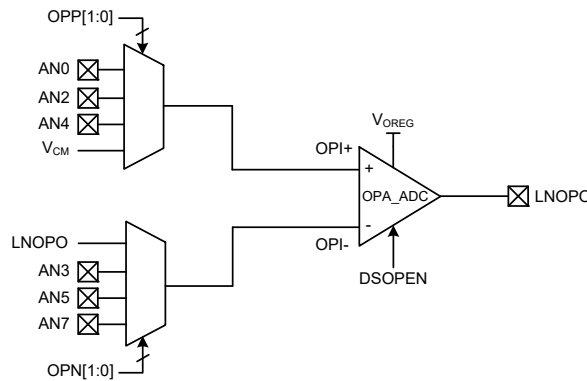 OPP[1:0]
AN0
AN2
AN4
VCM
VOREG
OPI+
+
OPA_ADC
-
OPI-
LNOPO
DSOPEN
LNOPO
AN3
AN5
AN7
OPN[1:0]